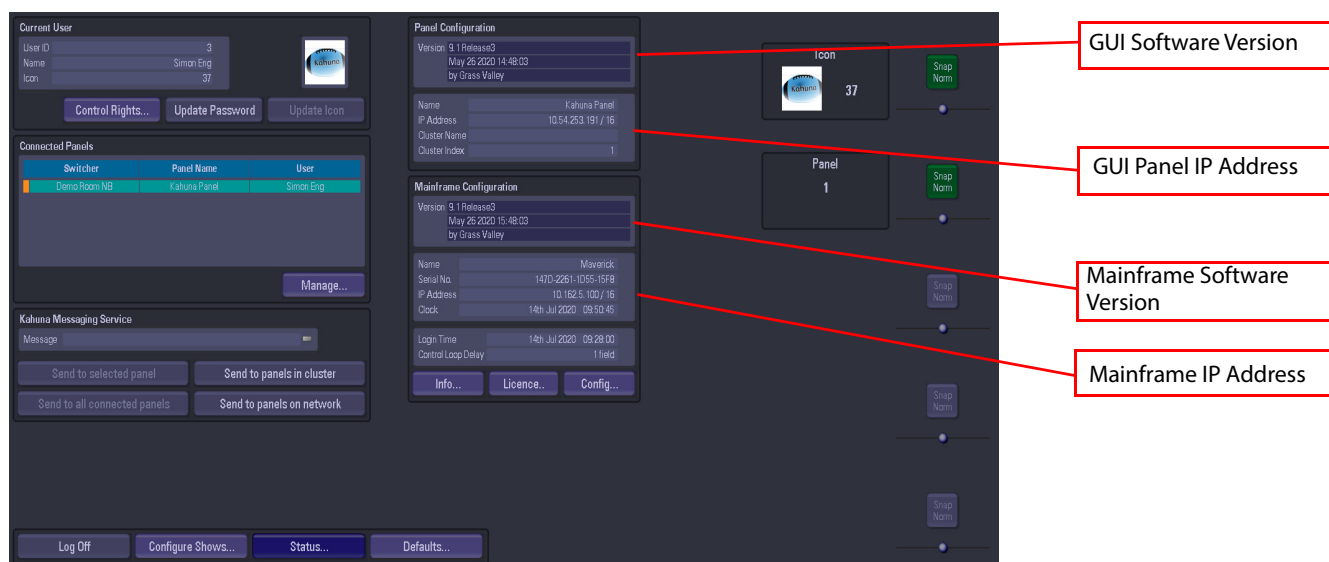 Current User
User ID 3
Name Simon Eng
Icon 37
Kahuna
Control Rights... Update Password Update Icon
Connected Panels
Switcher Panel Name User
Demo Room NB Kahuna Panel Simon Eng
Manage...
Kahuna Messaging Service
Message
Send to selected panel Send to panels in cluster
Send to all connected panels Send to panels on network
Panel Configuration
Version 9.1 Release3
May 26 2020 14:48:03
by Grass Valley
Name Kahuna Panel
IP Address 10.54.253.191 / 16
Cluster Name
Cluster Index 1
Mainframe Configuration
Version 9.1 Release3
May 26 2020 15:48:03
by Grass Valley
Name Maverick
Serial No. 147D-2261-1D55-15F8
IP Address 10.162.5.100 / 16
Clock 14th Jul 2020 09:50:45
Login Time 14th Jul 2020 09:28:00
Control Loop Delay 1 field
Info... Licence.. Config...
Icon
Kahuna 37
Snap
Norm
Panel
1
Snap
Norm
Snap
Norm
Snap
Norm
Snap
Norm
Log Off Configure Shows... Status... Defaults...
GUI Software Version
GUI Panel IP Address
Mainframe Software
Version
Mainframe IP Address